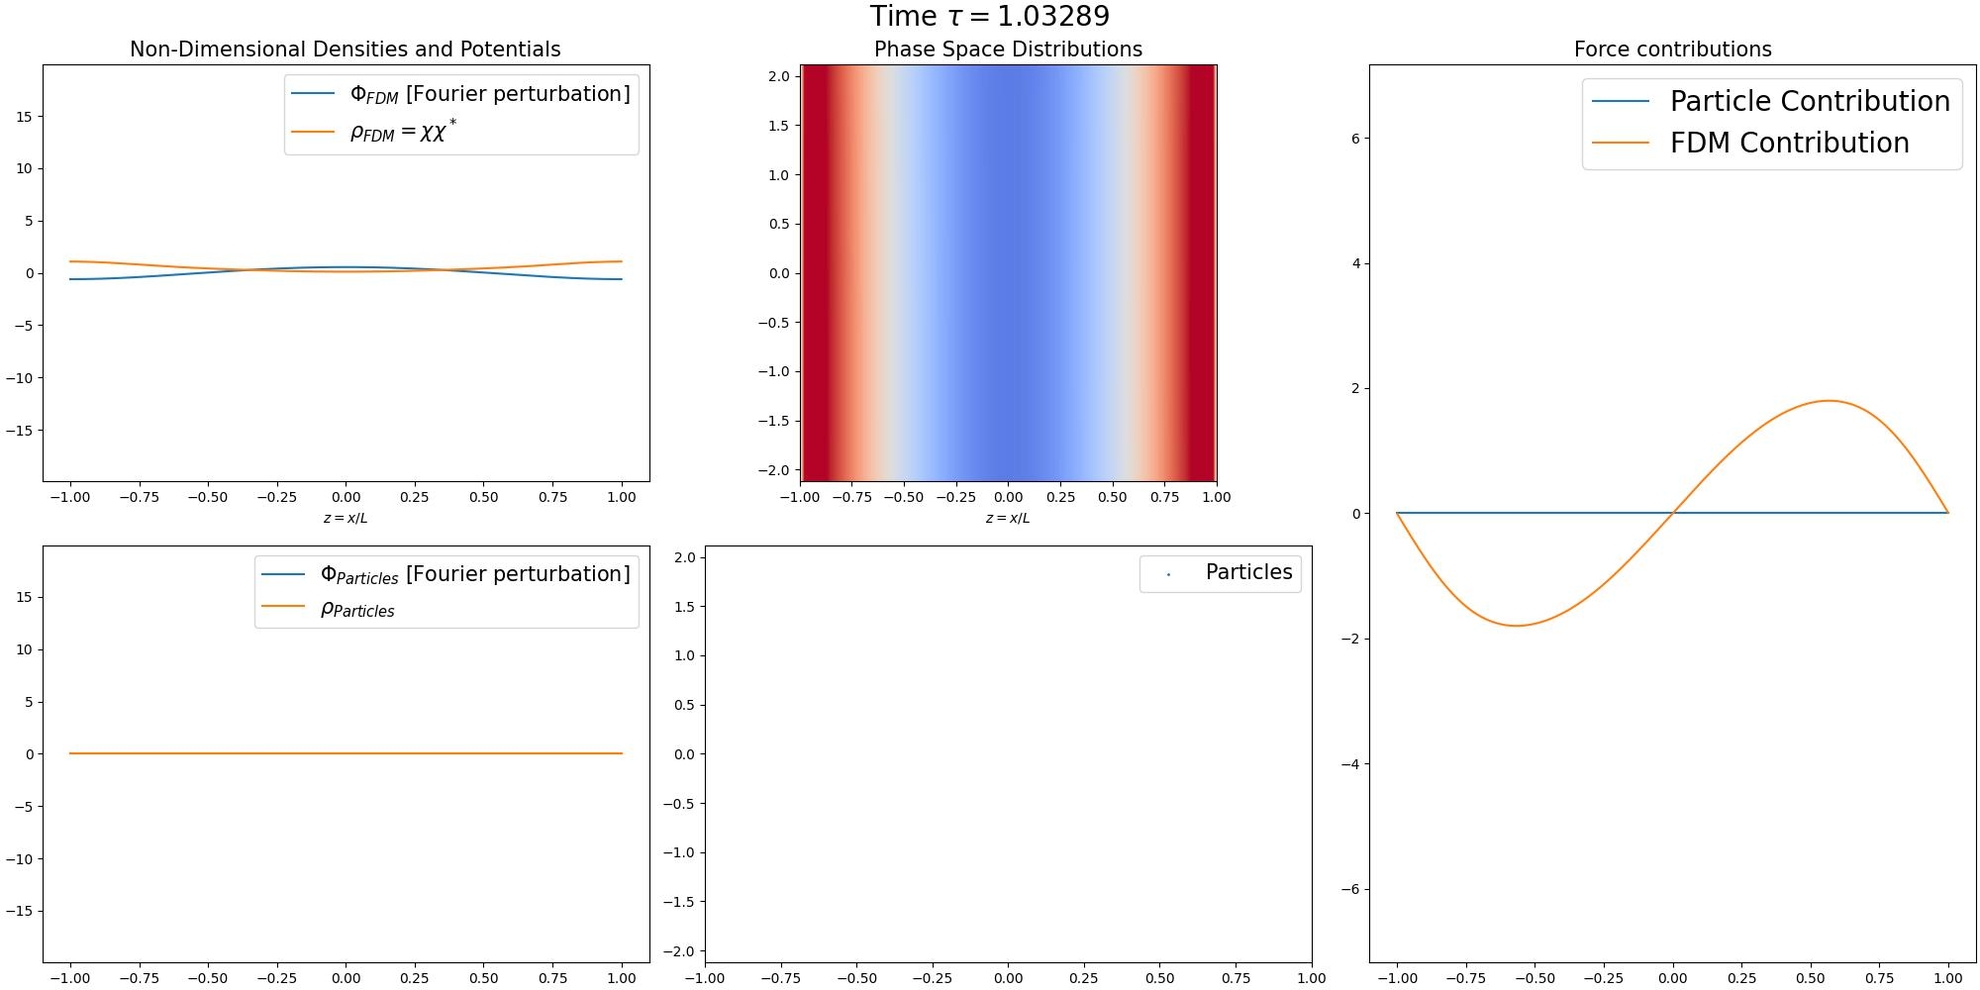 Time τ = 1.03289
Non-Dimensional Densities and Potentials
Φ_FDM [Fourier perturbation]
ρ_FDM = χχ*
15
10
5
0
−5
−10
−15
−1.00 −0.75 −0.50 −0.25 0.00 0.25 0.50 0.75 1.00
z = x/L
Phase Space Distributions
2.0
1.5
1.0
0.5
0.0
−0.5
−1.0
−1.5
−2.0
−1.00 −0.75 −0.50 −0.25 0.00 0.25 0.50 0.75 1.00
z = x/L
Force contributions
Particle Contribution
FDM Contribution
6
4
2
0
−2
−4
−6
−1.00 −0.75 −0.50 −0.25 0.00 0.25 0.50 0.75 1.00
Φ_Particles [Fourier perturbation]
ρ_Particles
15
10
5
0
−5
−10
−15
−1.00 −0.75 −0.50 −0.25 0.00 0.25 0.50 0.75 1.00
Particles
2.0
1.5
1.0
0.5
0.0
−0.5
−1.0
−1.5
−2.0
−1.00 −0.75 −0.50 −0.25 0.00 0.25 0.50 0.75 1.00